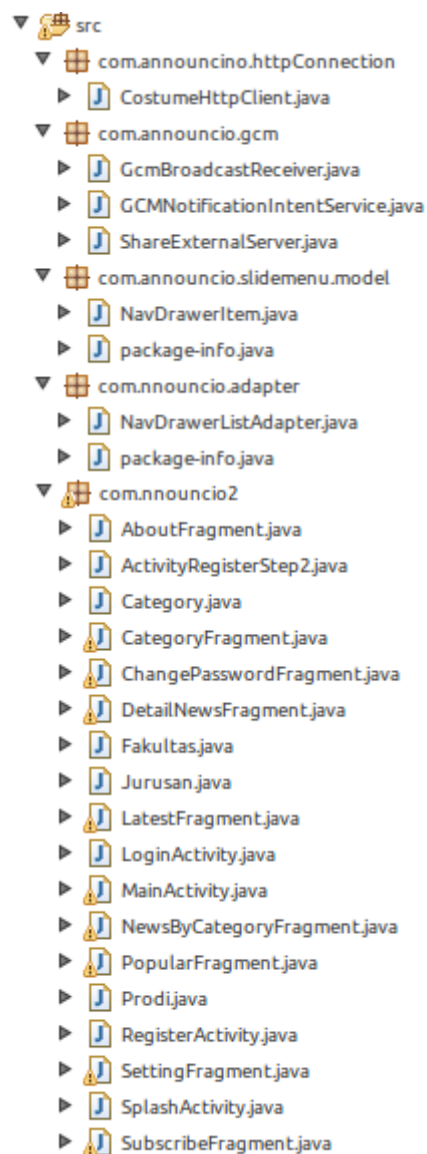 src
com.announcino.httpConnection
CostumeHttpClient.java
com.announcio.gcm
GcmBroadcastReceiver.java
GCMNotificationIntentService.java
ShareExternalServer.java
com.announcio.slidemenu.model
NavDrawerItem.java
package-info.java
com.nnouncio.adapter
NavDrawerListAdapter.java
package-info.java
com.nnouncio2
AboutFragment.java
ActivityRegisterStep2.java
Category.java
CategoryFragment.java
ChangePasswordFragment.java
DetailNewsFragment.java
Fakultas.java
Jurusan.java
LatestFragment.java
LoginActivity.java
MainActivity.java
NewsByCategoryFragment.java
PopularFragment.java
Prodi.java
RegisterActivity.java
SettingFragment.java
SplashActivity.java
SubscribeFragment.java